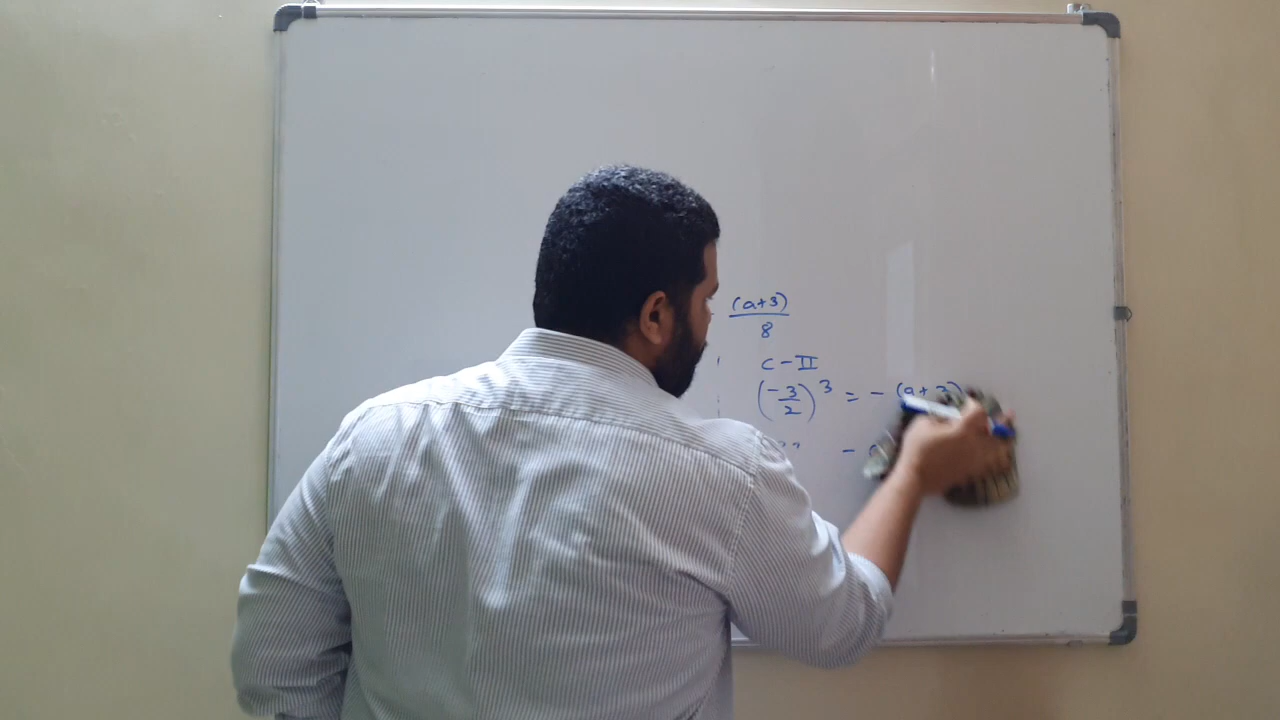 (a+3)/8
C-II
(-3/2)^3 = -(a+3)